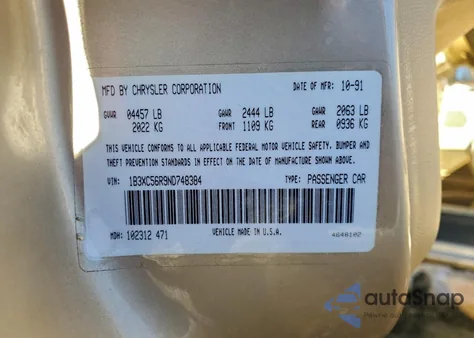 MFD BY CHRYSLER CORPORATION DATE OF MFR: 10-91
GVWR 04457 LB GAWR 2444 LB GAWR 2063 LB
2022 KG FRONT 1109 KG REAR 0936 KG
THIS VEHICLE CONFORMS TO ALL APPLICABLE FEDERAL MOTOR VEHICLE SAFETY, BUMPER AND
THEFT PREVENTION STANDARDS IN EFFECT ON THE DATE OF MANUFACTURE SHOWN ABOVE.
VIN: 1B3XC56R9ND748384 TYPE: PASSENGER CAR
MDH: 102312 471 VEHICLE MADE IN U.S.A. 4648102
autoSnap